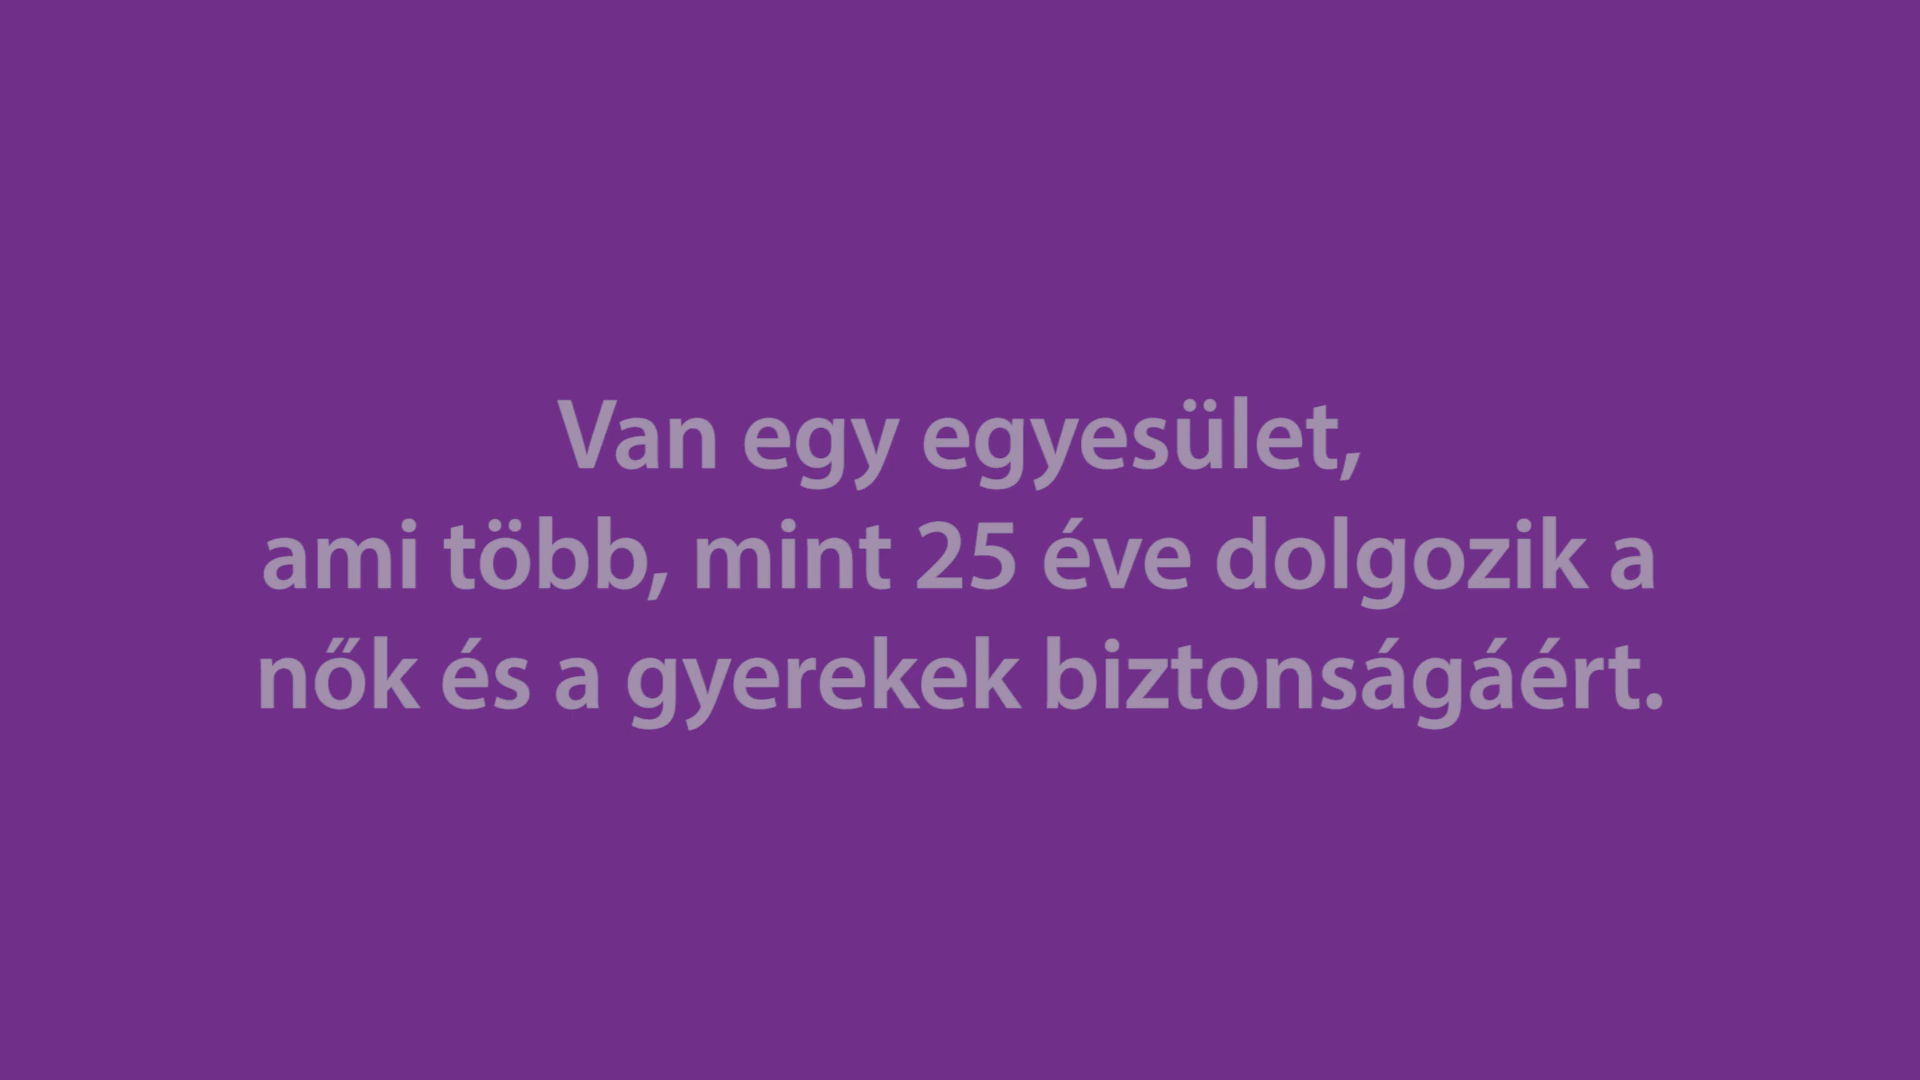 Van egy egyesület,
ami több, mint 25 éve dolgozik a
nők és a gyerekek biztonságáért.